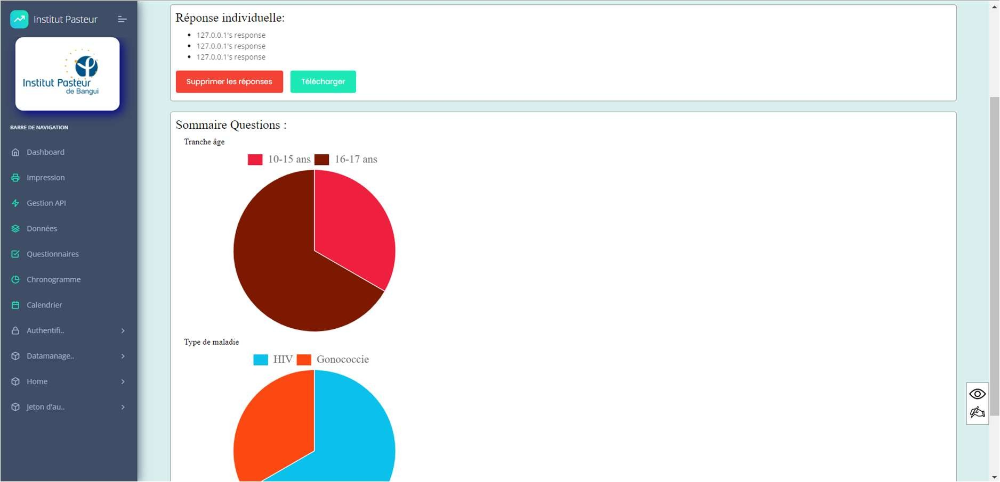 Institut Pasteur
Institut Pasteur
de Bangui
BARRE DE NAVIGATION
Dashboard
Impression
Gestion API
Données
Questionnaires
Chronogramme
Calendrier
Authentifi..
Datamanage..
Home
Jeton d'au..
Réponse individuelle:
127.0.0.1's response
127.0.0.1's response
127.0.0.1's response
Supprimer les réponses Télécharger
Sommaire Questions :
Tranche âge
10-15 ans 16-17 ans
Type de maladie
HIV Gonococcie